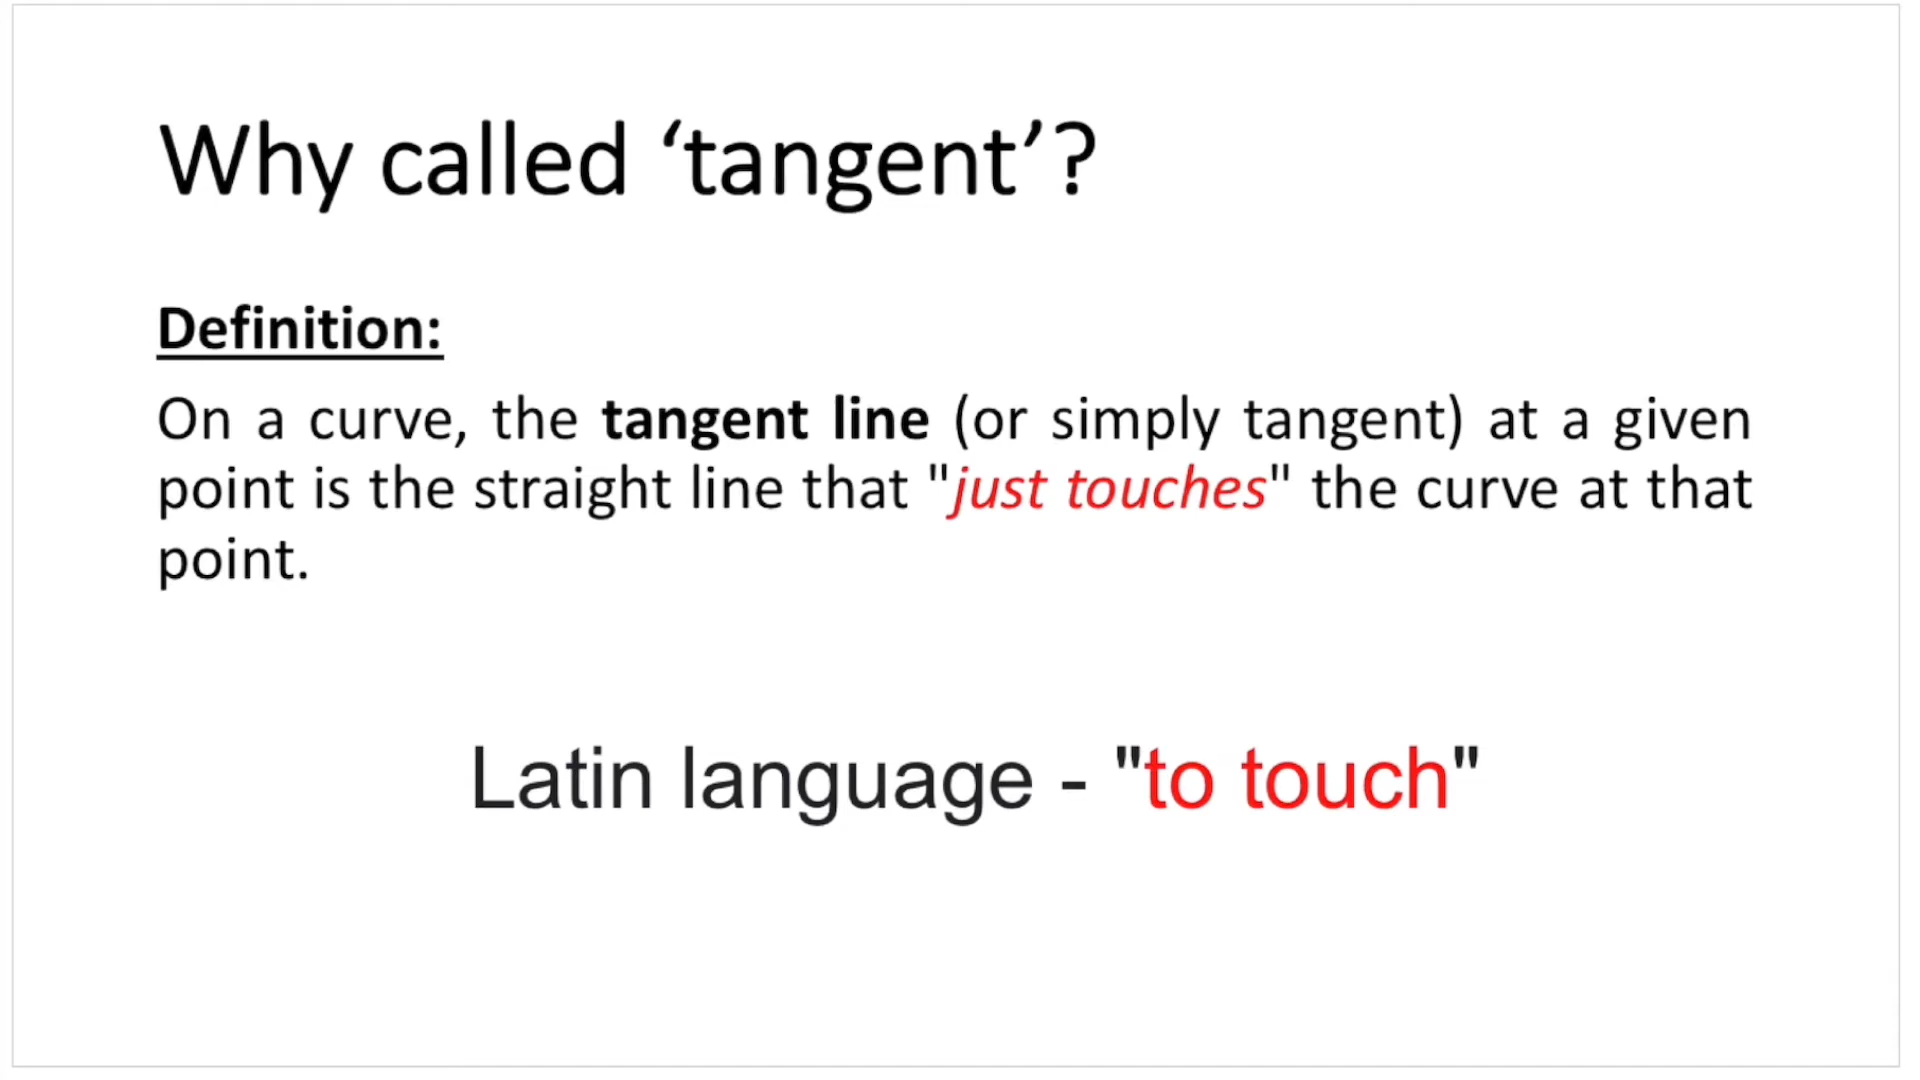 Why called ‘tangent’?
Definition:
On a curve, the tangent line (or simply tangent) at a given
point is the straight line that "just touches" the curve at that
point.
Latin language - "to touch"